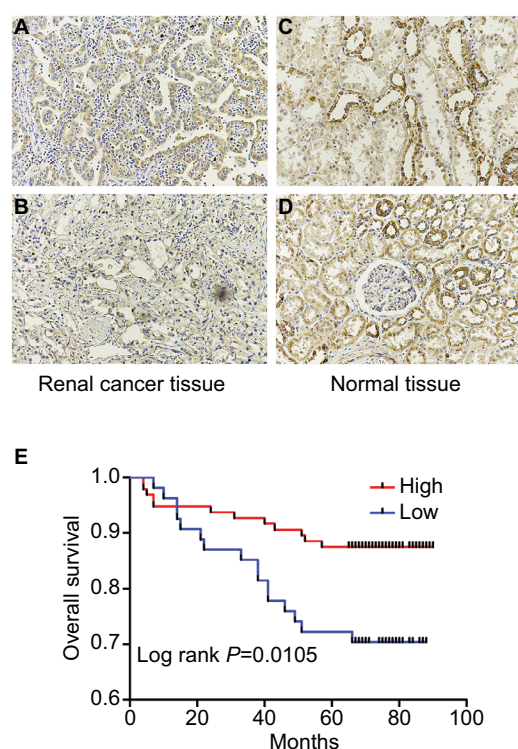 A
C
B
D
Renal cancer tissue
Normal tissue
E
1.0
High
Low
0.9
0.8
0.7
0.6
Overall survival
Log rank P=0.0105
0
20
40
60
80
100
Months